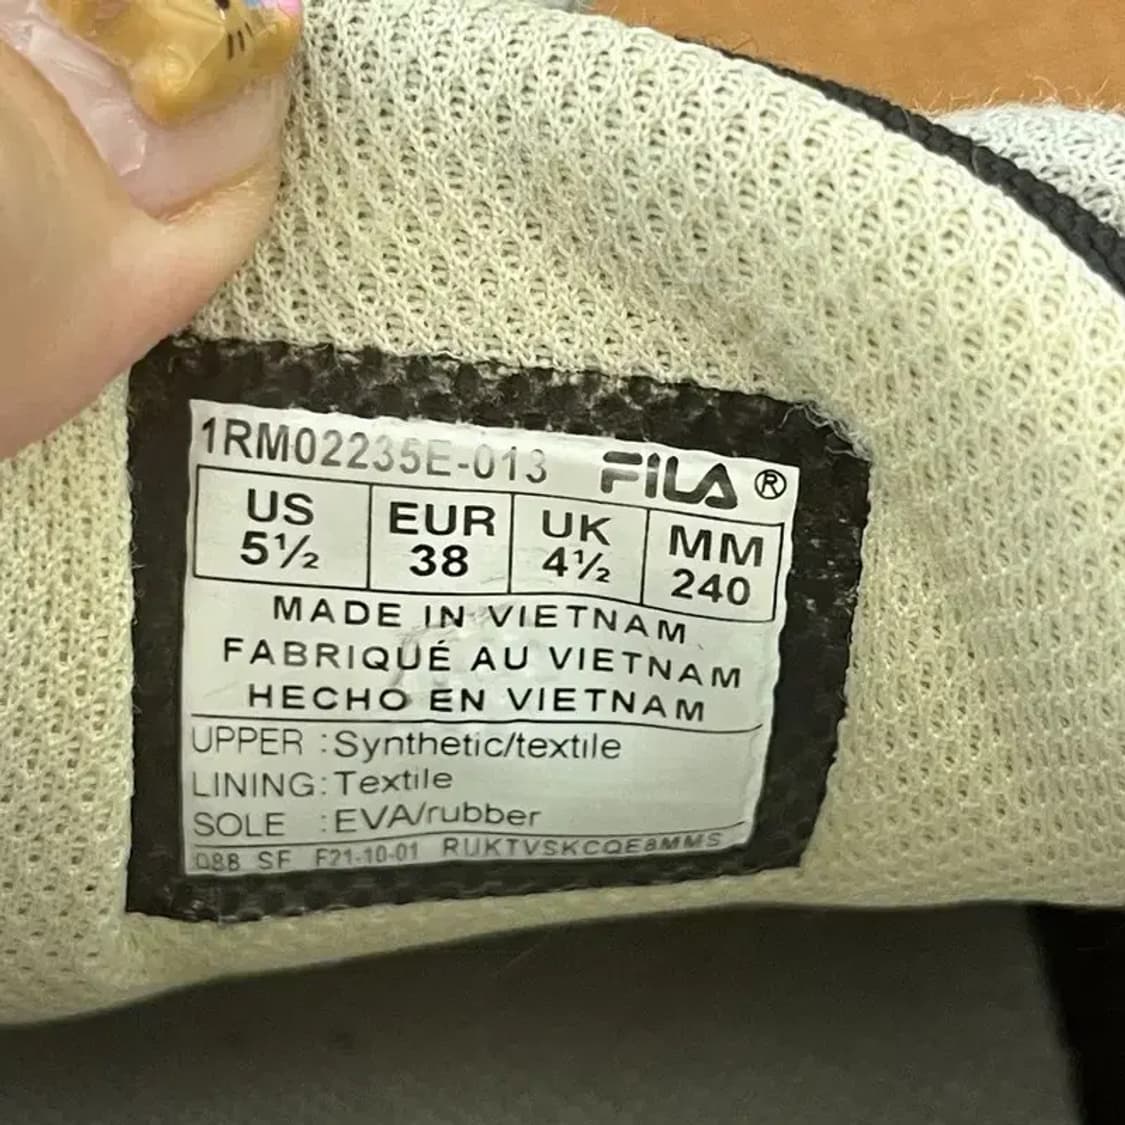 1RM02235E-013 FILA®
US EUR UK MM
5½ 38 4½ 240
MADE IN VIETNAM
FABRIQUÉ AU VIETNAM
HECHO EN VIETNAM
UPPER :Synthetic/textile
LINING:Textile
SOLE :EVA/rubber
D8B SF F21-10-01 RUKTVSKCQE8MMS